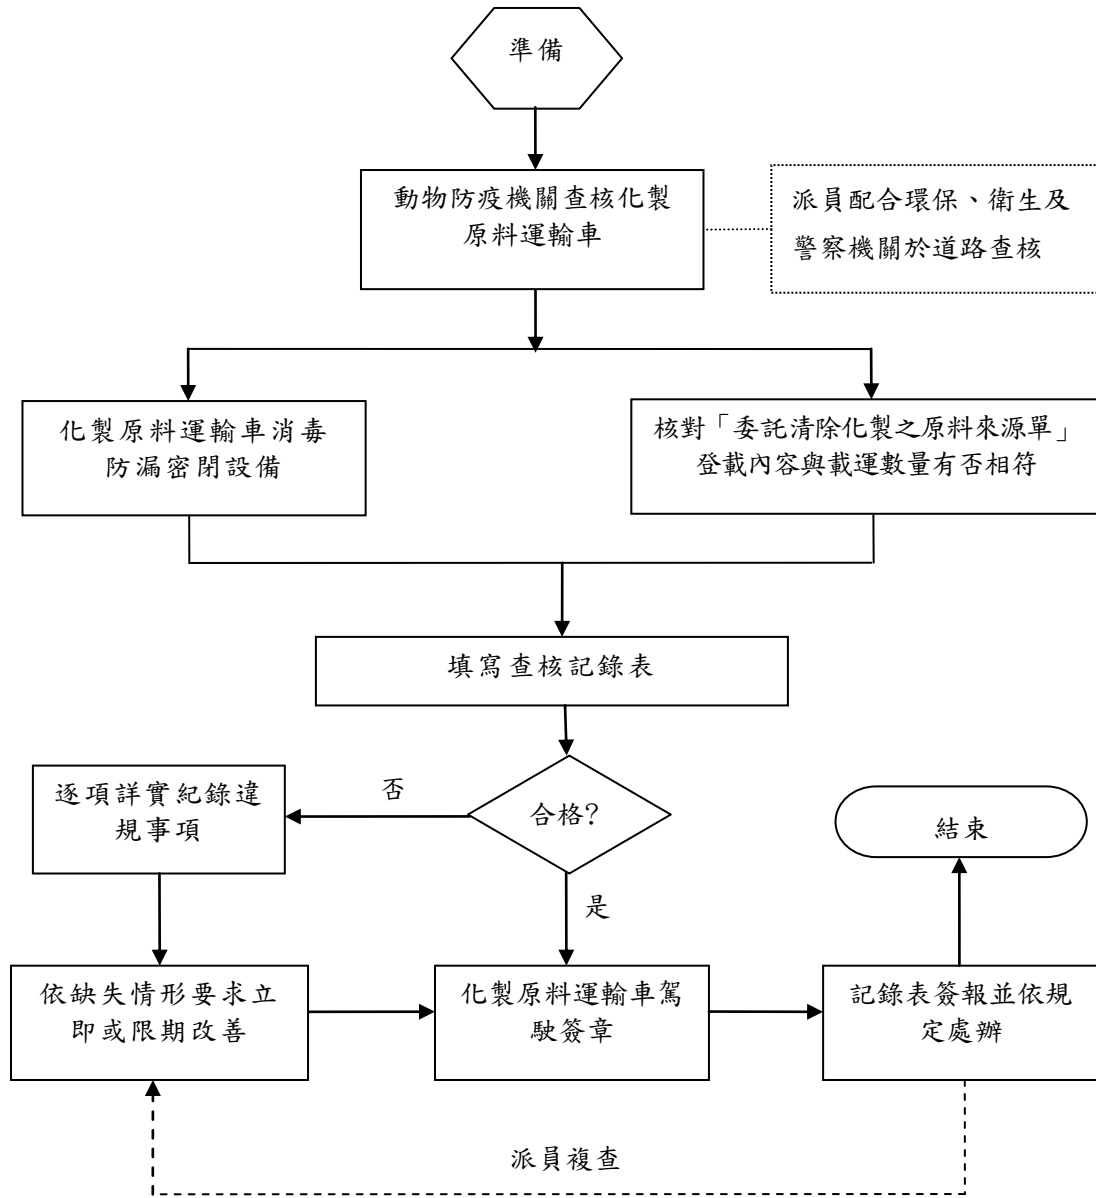 準備
動物防疫機關查核化製
原料運輸車
派員配合環保、衛生及
警察機關於道路查核
化製原料運輸車消毒
防漏密閉設備
核對「委託清除化製之原料來源單」
登載內容與載運數量有否相符
填寫查核記錄表
合格?
否
是
逐項詳實紀錄違
規事項
結束
依缺失情形要求立
即或限期改善
化製原料運輸車駕
駛簽章
記錄表簽報並依規
定處辦
派員複查